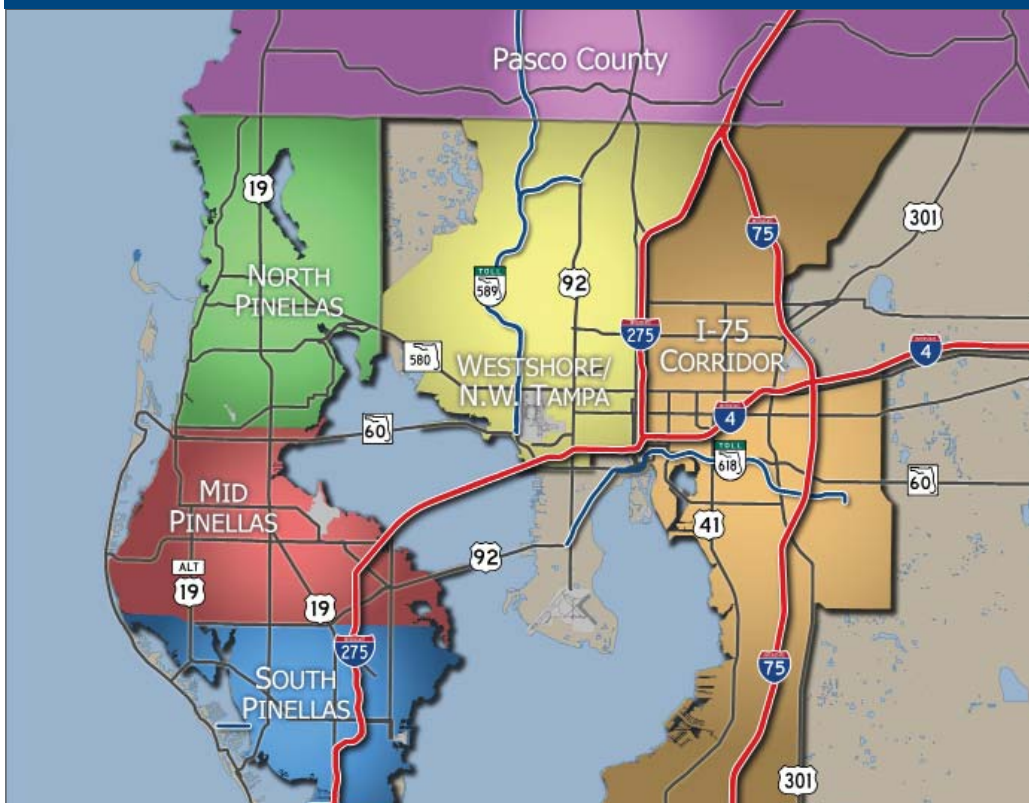 Pasco County
19
301
75
NORTH
PINELLAS
TOLL
589
92
275
I-75
CORRIDOR
4
580
WESTSHORE/
N.W. TAMPA
4
60
TOLL
618
60
MID
PINELLAS
41
92
ALT
19
19
275
75
SOUTH
PINELLAS
301